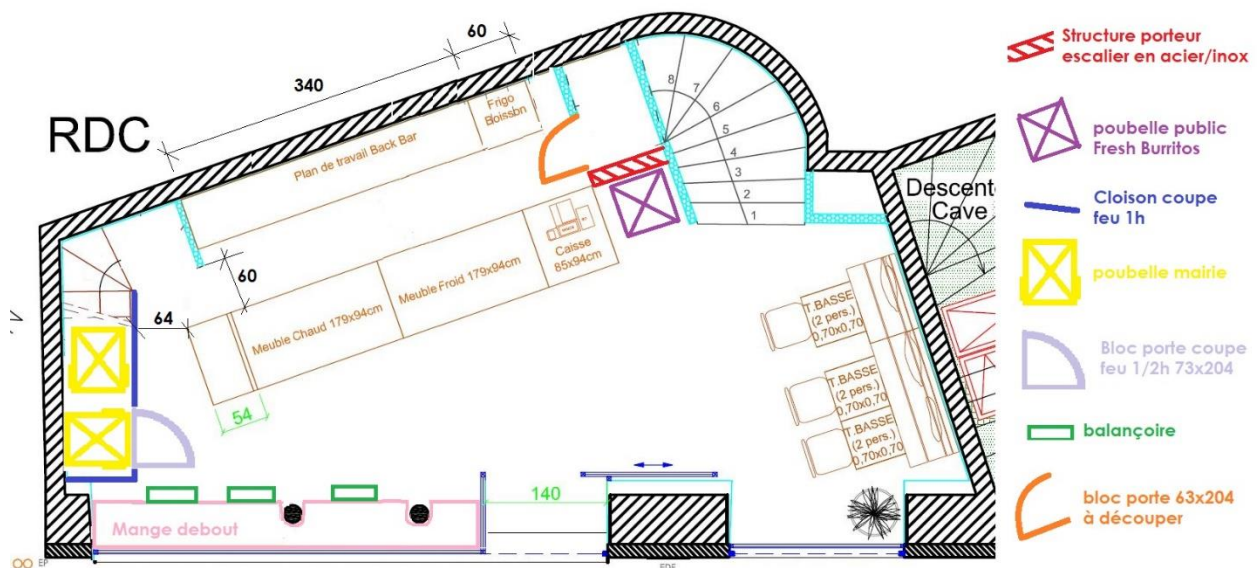 60
340
RDC
Plan de travail Back Bar
Frigo
Boissbn
8
7
6
5
4
3
2
1
Descent
Cave
60
64
Meuble Chaud 179x94cm
Meuble Froid 179x94cm
Caisse
85x94cm
54
T.BASSE
(2 pers.)
0,70x0,70
T.BASSE
(2 pers.)
0,70x0,70
T.BASSE
(2 pers.)
0,70x0,70
140
Mange debout
EP
Structure porteur
escalier en acier/inox
poubelle public
Fresh Burritos
Cloison coupe
feu 1h
poubelle mairie
Bloc porte coupe
feu 1/2h 73x204
balançoire
bloc porte 63x204
à découper